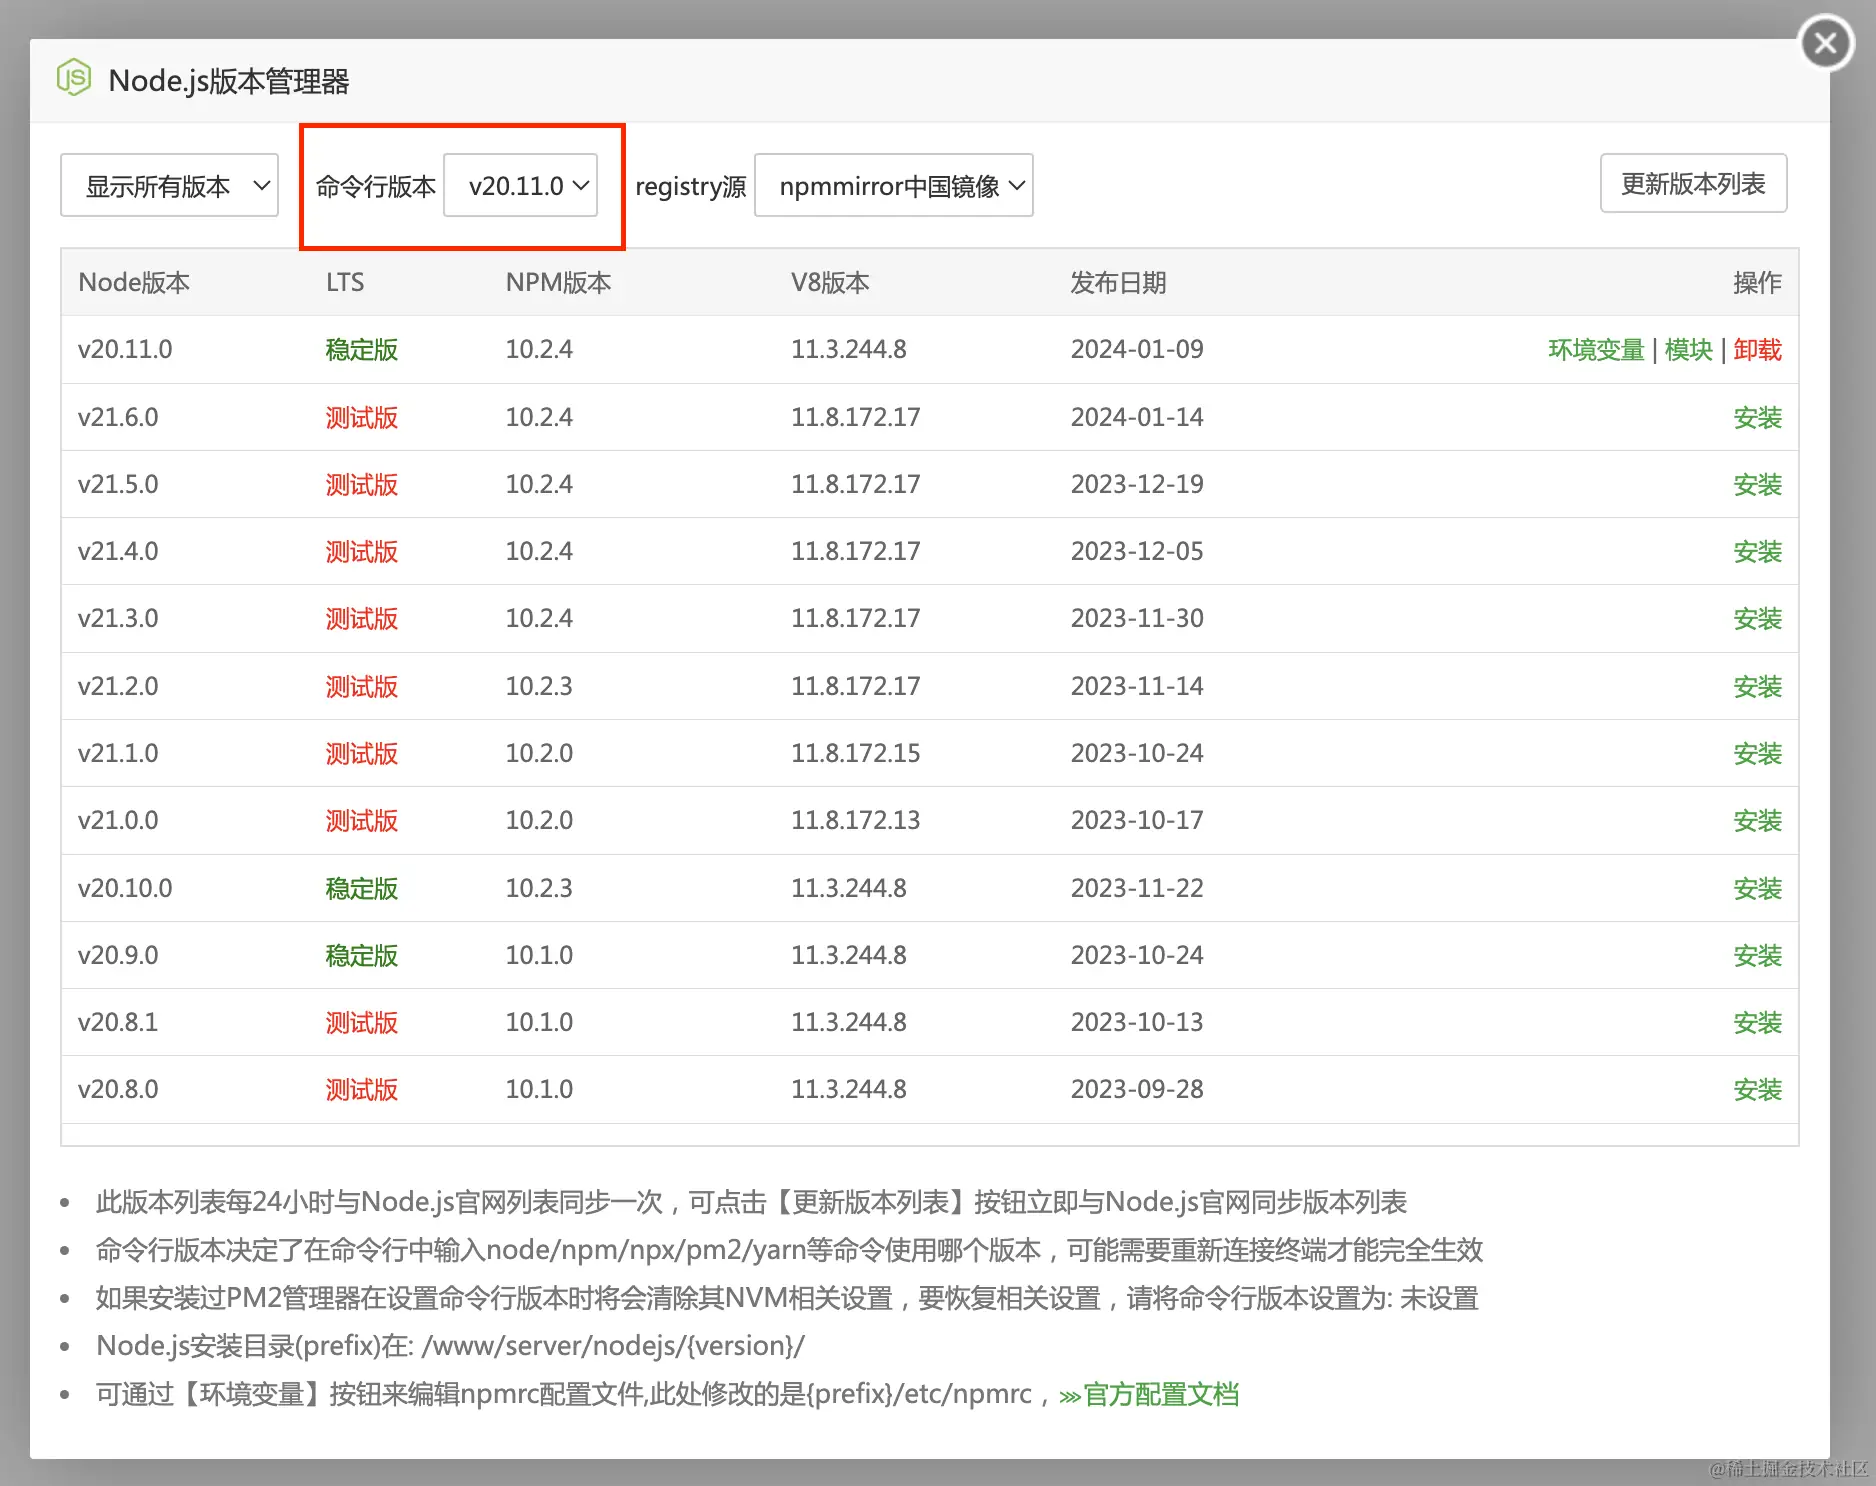 Node.js版本管理器
显示所有版本 命令行版本 v20.11.0 registry源 npmmirror中国镜像 更新版本列表
Node版本 LTS NPM版本 V8版本 发布日期 操作
v20.11.0 稳定版 10.2.4 11.3.244.8 2024-01-09 环境变量 | 模块 | 卸载
v21.6.0 测试版 10.2.4 11.8.172.17 2024-01-14 安装
v21.5.0 测试版 10.2.4 11.8.172.17 2023-12-19 安装
v21.4.0 测试版 10.2.4 11.8.172.17 2023-12-05 安装
v21.3.0 测试版 10.2.4 11.8.172.17 2023-11-30 安装
v21.2.0 测试版 10.2.3 11.8.172.17 2023-11-14 安装
v21.1.0 测试版 10.2.0 11.8.172.15 2023-10-24 安装
v21.0.0 测试版 10.2.0 11.8.172.13 2023-10-17 安装
v20.10.0 稳定版 10.2.3 11.3.244.8 2023-11-22 安装
v20.9.0 稳定版 10.1.0 11.3.244.8 2023-10-24 安装
v20.8.1 测试版 10.1.0 11.3.244.8 2023-10-13 安装
v20.8.0 测试版 10.1.0 11.3.244.8 2023-09-28 安装
• 此版本列表每24小时与Node.js官网列表同步一次，可点击【更新版本列表】按钮立即与Node.js官网同步版本列表
• 命令行版本决定了在命令行中输入node/npm/npx/pm2/yarn等命令使用哪个版本，可能需要重新连接终端才能完全生效
• 如果安装过PM2管理器在设置命令行版本时将会清除其NVM相关设置，要恢复相关设置，请将命令行版本设置为: 未设置
• Node.js安装目录(prefix)在: /www/server/nodejs/{version}/
• 可通过【环境变量】按钮来编辑npmrc配置文件,此处修改的是{prefix}/etc/npmrc，>>>官方配置文档
@稀土掘金技术社区